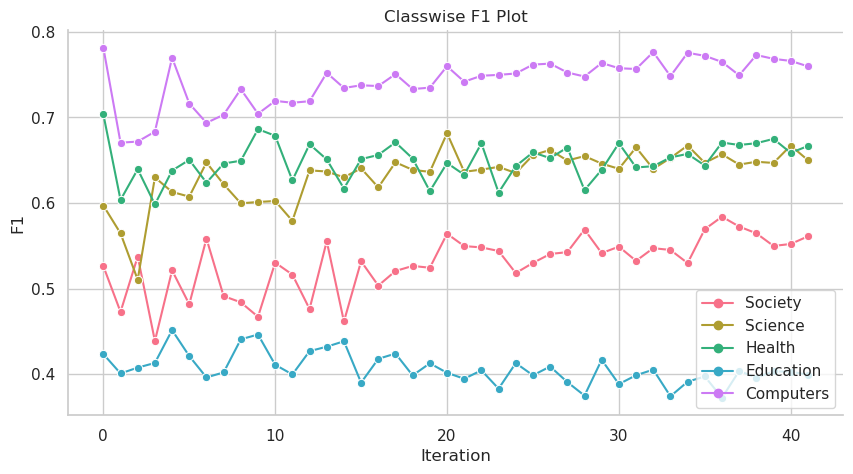 Classwise F1 Plot
0.8
0.7
0.6
0.5
0.4
F1
Society
Science
Health
Education
Computers
0
10
20
30
40
Iteration